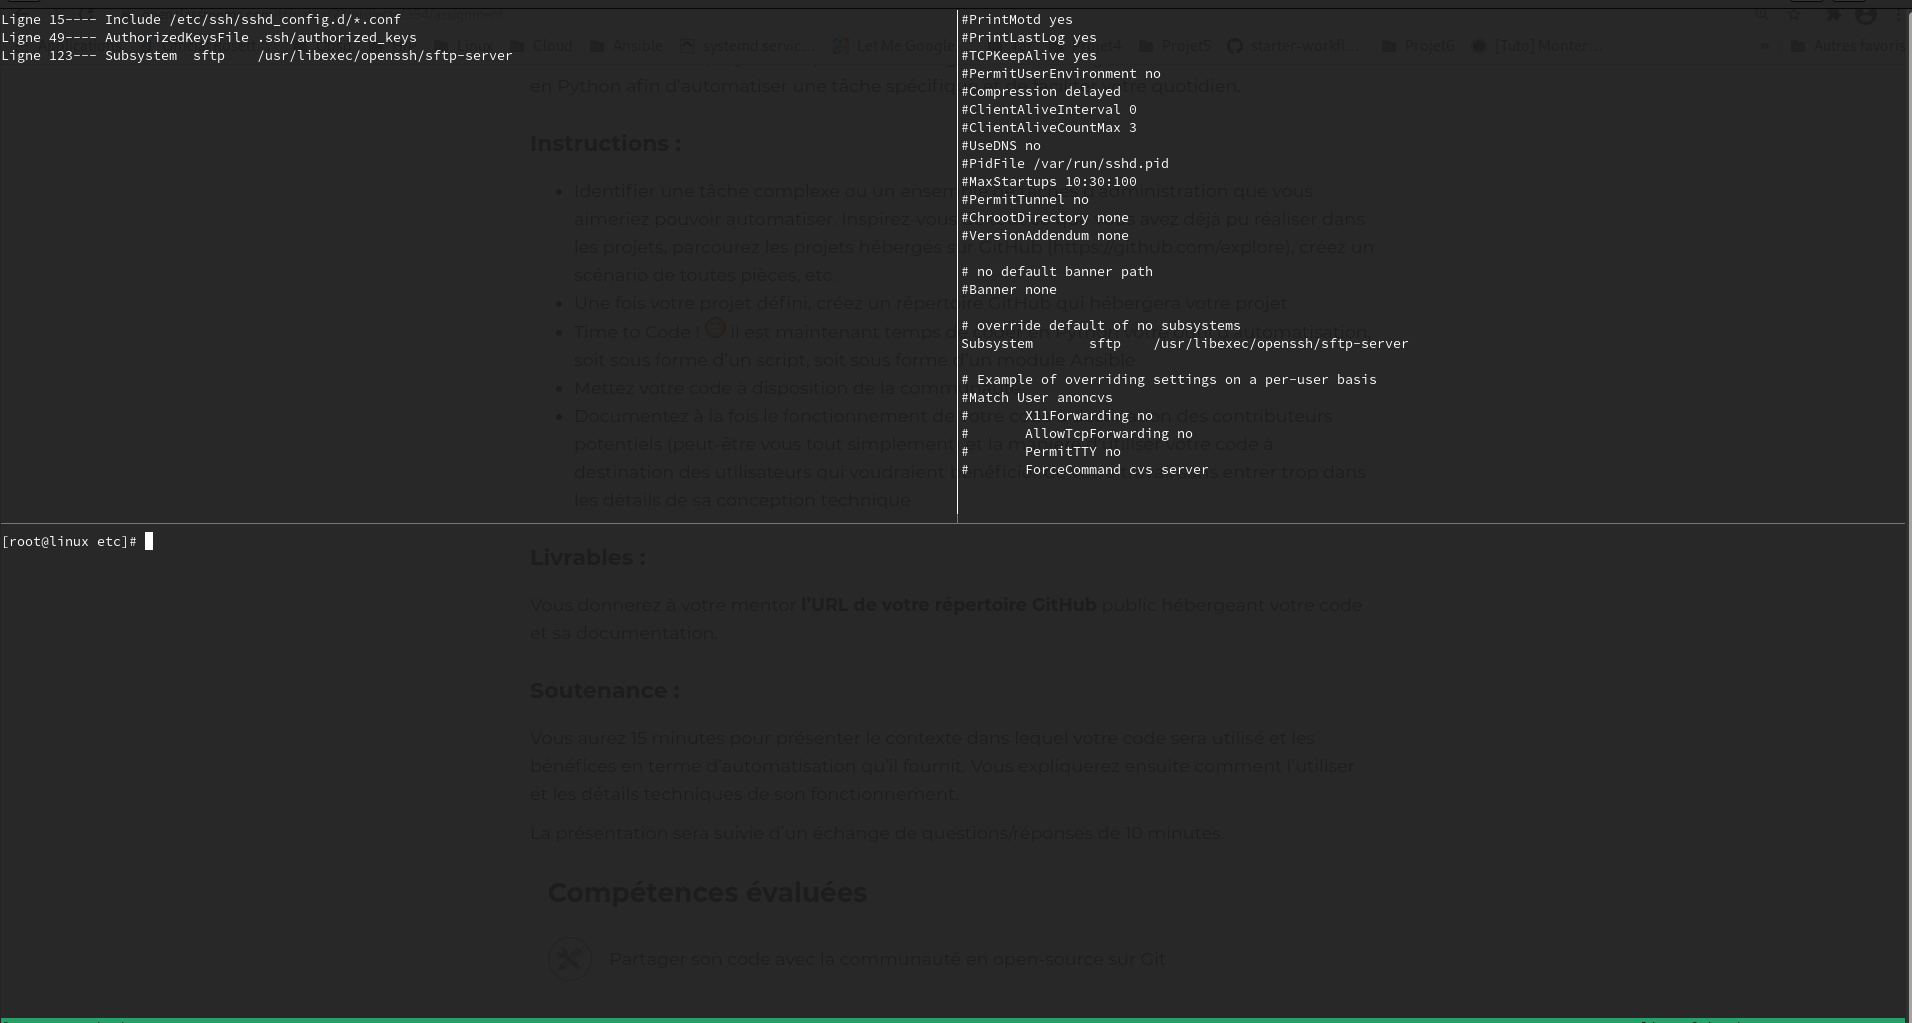 Ligne 15---- Include /etc/ssh/sshd_config.d/*.conf
Ligne 49---- AuthorizedKeysFile .ssh/authorized_keys
Ligne 123--- Subsystem  sftp    /usr/libexec/openssh/sftp-server
#PrintMotd yes
#PrintLastLog yes
#TCPKeepAlive yes
#PermitUserEnvironment no
#Compression delayed
#ClientAliveInterval 0
#ClientAliveCountMax 3
#UseDNS no
#PidFile /var/run/sshd.pid
#MaxStartups 10:30:100
#PermitTunnel no
#ChrootDirectory none
#VersionAddendum none
# no default banner path
#Banner none
# override default of no subsystems
Subsystem       sftp    /usr/libexec/openssh/sftp-server
# Example of overriding settings on a per-user basis
#Match User anoncvs
#       X11Forwarding no
#       AllowTcpForwarding no
#       PermitTTY no
#       ForceCommand cvs server
[root@linux etc]#
Linux
Cloud
Ansible
systemd servic...
Let Me Google
Projet5
starter-workfl...
Projet6
[Tuto] Monter...
»
Autres favoris
en Python afin d'automatiser une tâche quotidien.
Instructions :
• Identifier une tâche complexe ou un d'administration que vous
aimeriez pouvoir automatiser. Inspirez-vous avez déjà pu réaliser dans
les projets, parcourez les projets hébergés sur GitHub (https://github.com/explore), créez un
scénario de toutes pièces, etc.
• Une fois votre projet défini, créez un répertoire GitHub qui hébergera votre projet
• Time to Code ! Il est maintenant temps d'automatisation,
soit sous forme d'un script, soit sous forme d'un module Ansible
• Mettez votre code à disposition de la
• Documentez à la fois le fonctionnement de des contributeurs
potentiels (peut-être vous tout simplement) et la votre code à
destination des utilisateurs qui voudraient entrer trop dans
les détails de sa conception technique
Livrables :
Vous donnerez à votre mentor l'URL de votre répertoire GitHub public hébergeant votre code
et sa documentation.
Soutenance :
Vous aurez 15 minutes pour présenter le contexte dans lequel votre code sera utilisé et les
bénéfices en terme d'automatisation qu'il fournit. Vous expliquerez ensuite comment l'utiliser
et les détails techniques de son fonctionnement.
La présentation sera suivie d'un échange de questions/réponses de 10 minutes.
Compétences évaluées
Partager son code avec la communauté en open-source sur Git